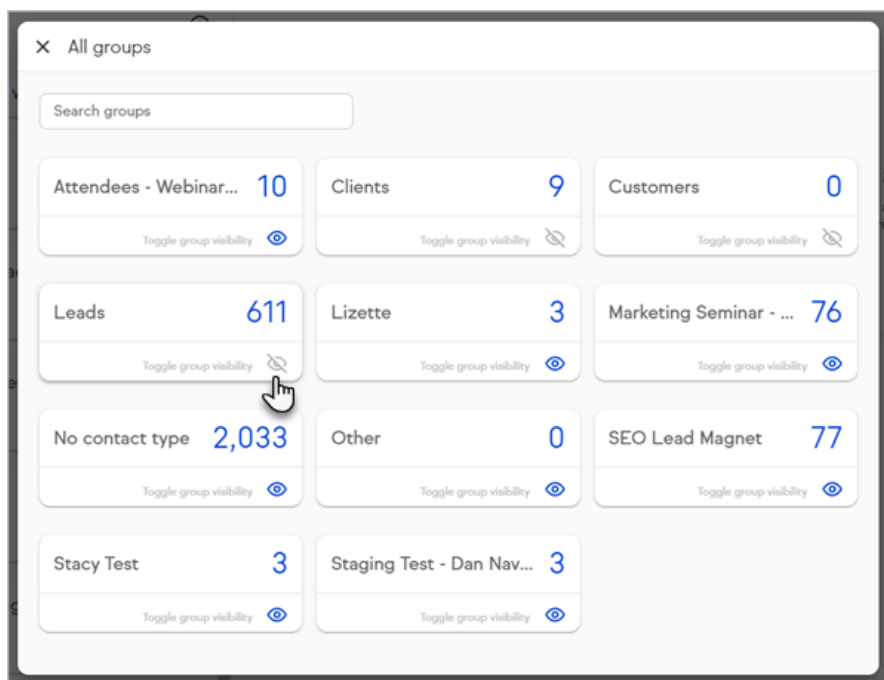 All groups
Search groups
Attendees - Webinar... 10
Toggle group visibility
Clients 9
Toggle group visibility
Customers 0
Toggle group visibility
Leads 611
Toggle group visibility
Lizette 3
Toggle group visibility
Marketing Seminar - ... 76
Toggle group visibility
No contact type 2,033
Toggle group visibility
Other 0
Toggle group visibility
SEO Lead Magnet 77
Toggle group visibility
Stacy Test 3
Toggle group visibility
Staging Test - Dan Nav... 3
Toggle group visibility